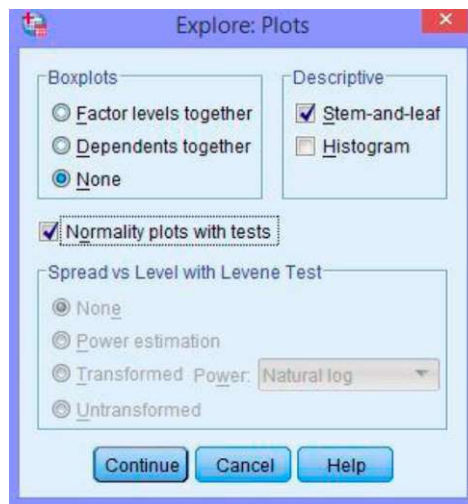 Explore: Plots
Boxplots
Factor levels together
Dependents together
None
Descriptive
Stem-and-leaf
Histogram
Normality plots with tests
Spread vs Level with Levene Test
None
Power estimation
Transformed Power: Natural log
Untransformed
Continue Cancel Help